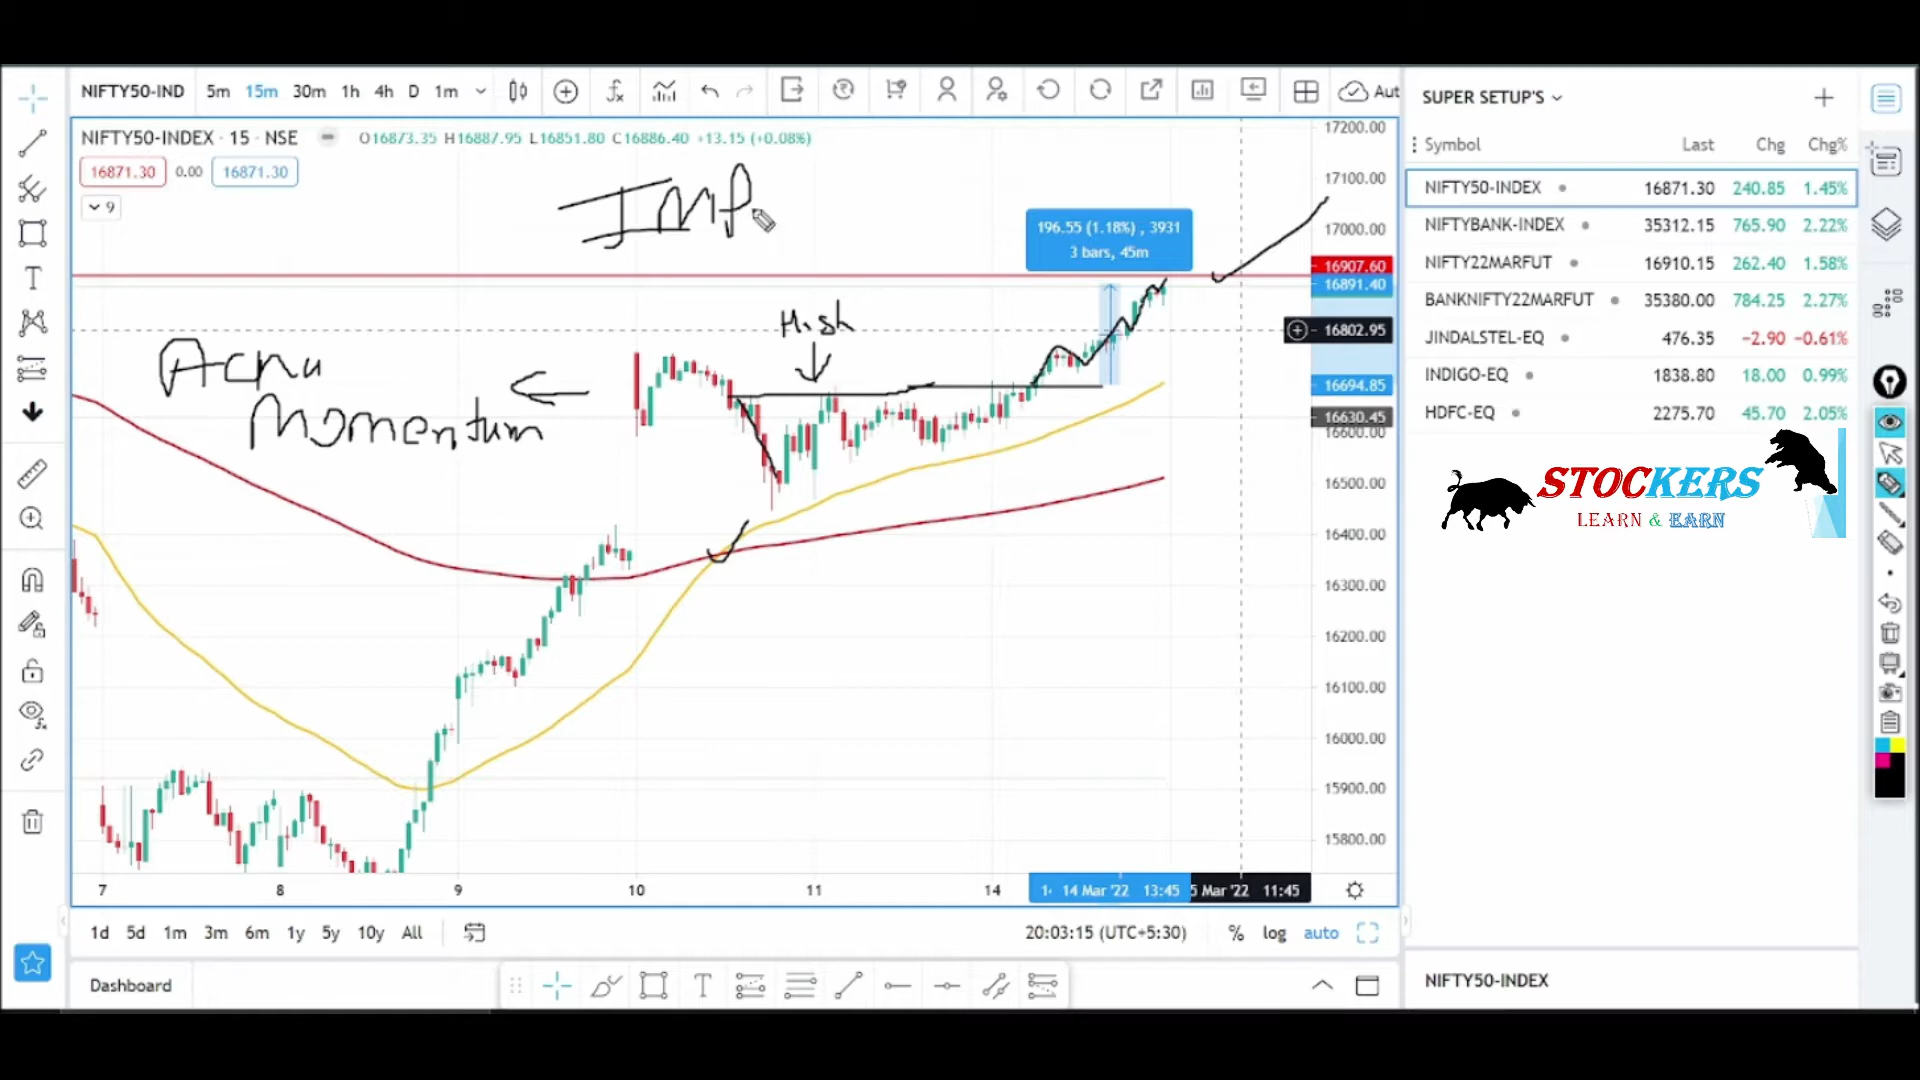 NIFTY50-IND 5m 15m 30m 1h 4h D 1m Aut
NIFTY50-INDEX · 15 · NSE O16873.35 H16887.95 L16851.80 C16886.40 +13.15 (+0.08%)
16871.30 0.00 16871.30
9
IMP
196.55 (1.18%) , 3931
3 bars, 45m
High
Momentum
17200.00
17100.00
17000.00
16907.60
16891.40
16802.95
16694.85
16630.45
16600.00
16500.00
16400.00
16300.00
16200.00
16100.00
16000.00
15900.00
15800.00
7 8 9 10 11 14 14 Mar '22 13:45 5 Mar '22 11:45
1d 5d 1m 3m 6m 1y 5y 10y All 20:03:15 (UTC+5:30) % log auto
Dashboard
SUPER SETUP'S
Symbol Last Chg Chg%
NIFTY50-INDEX 16871.30 240.85 1.45%
NIFTYBANK-INDEX 35312.15 765.90 2.22%
NIFTY22MARFUT 16910.15 262.40 1.58%
BANKNIFTY22MARFUT 35380.00 784.25 2.27%
JINDALSTEL-EQ 476.35 −2.90 −0.61%
INDIGO-EQ 1838.80 18.00 0.99%
HDFC-EQ 2275.70 45.70 2.05%
STOCKERS
LEARN & EARN
NIFTY50-INDEX